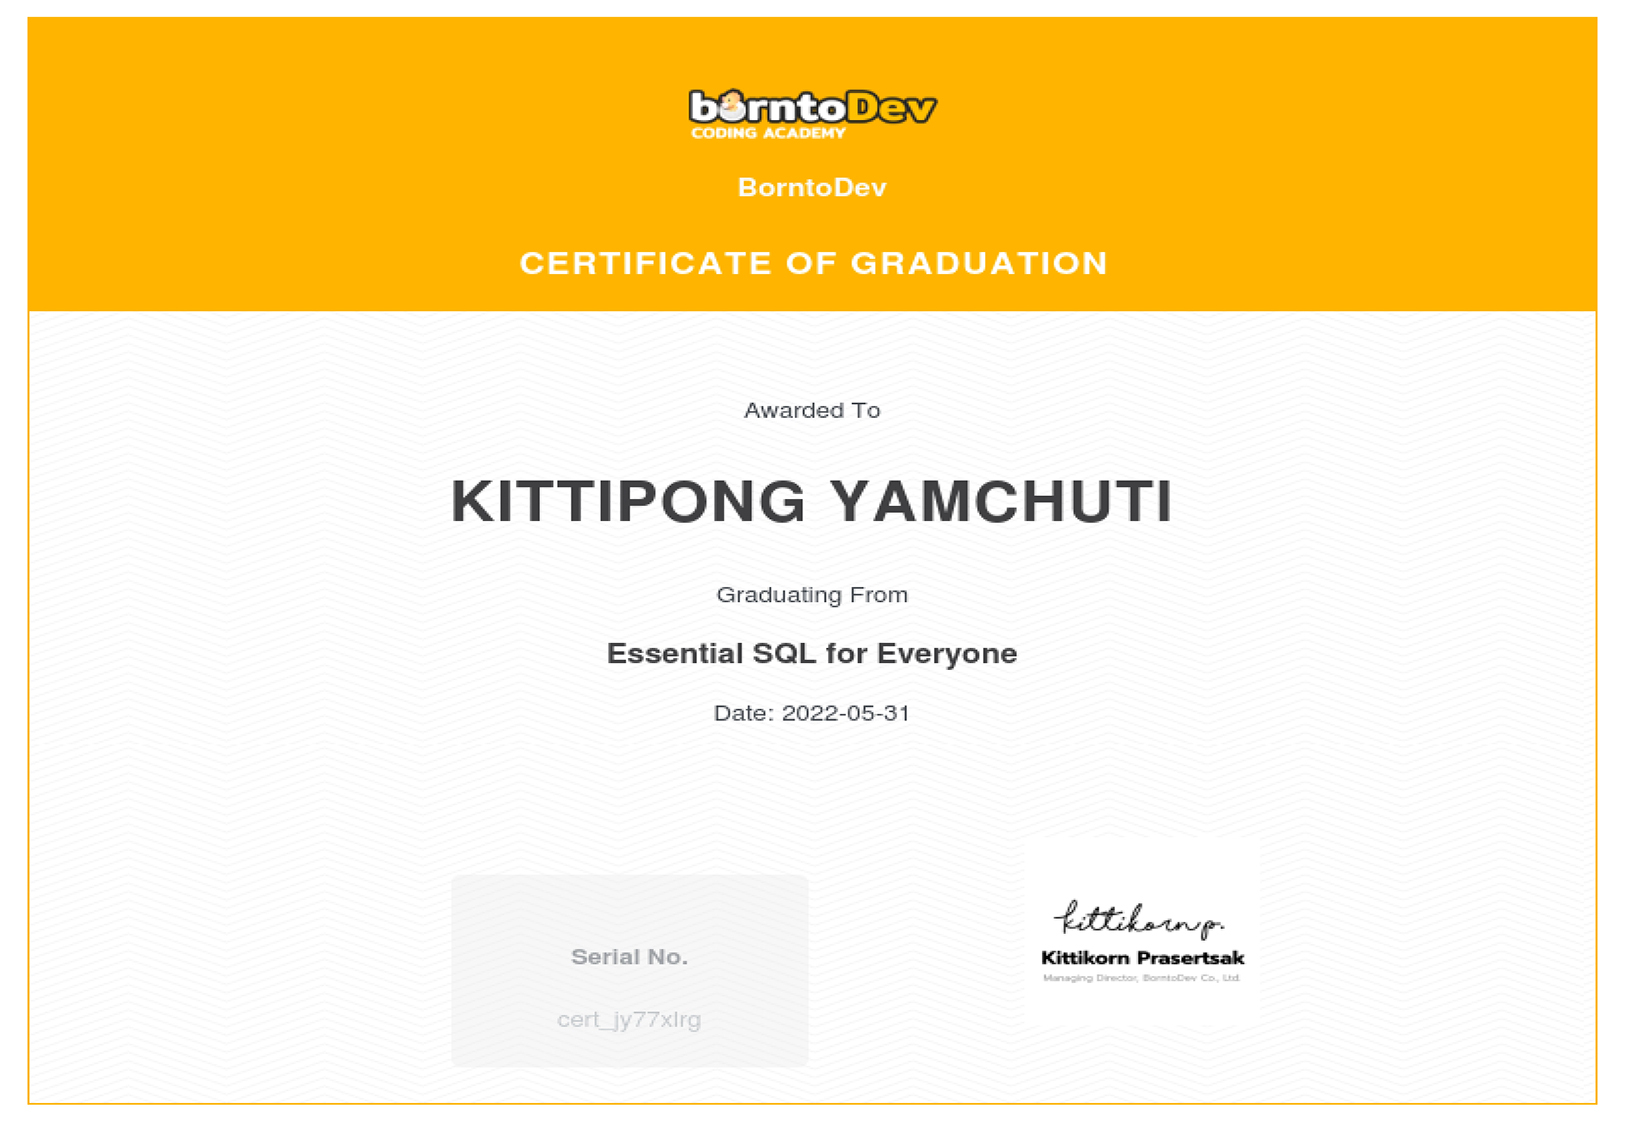 borntoDev
CODING ACADEMY
BorntoDev
CERTIFICATE OF GRADUATION
Awarded To
KITTIPONG YAMCHUTI
Graduating From
Essential SQL for Everyone
Date: 2022-05-31
kittikorn p.
Serial No.
Kittikorn Prasertsak
Managing Director, BorntoDev Co., Ltd.
cert_jy77xlrg